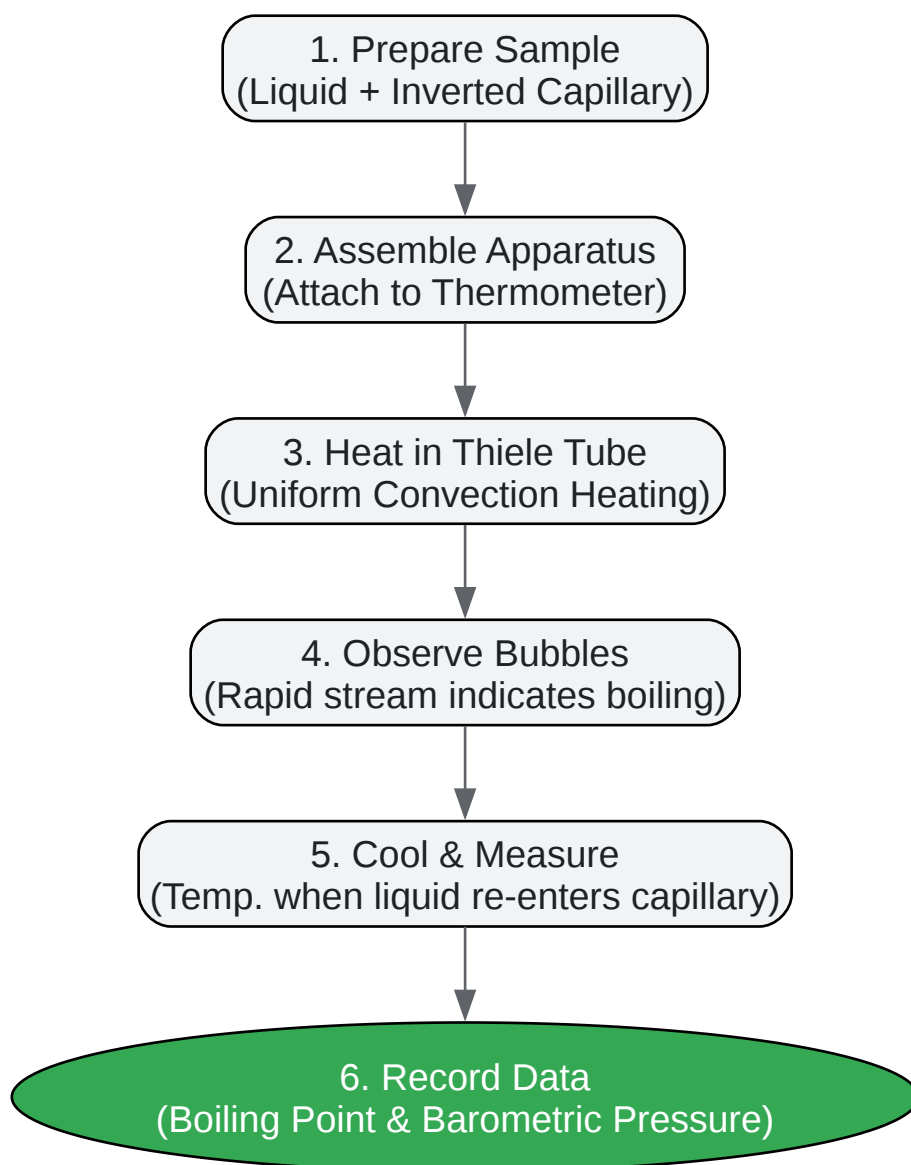 1. Prepare Sample
(Liquid + Inverted Capillary)
2. Assemble Apparatus
(Attach to Thermometer)
3. Heat in Thiele Tube
(Uniform Convection Heating)
4. Observe Bubbles
(Rapid stream indicates boiling)
5. Cool & Measure
(Temp. when liquid re-enters capillary)
6. Record Data
(Boiling Point & Barometric Pressure)